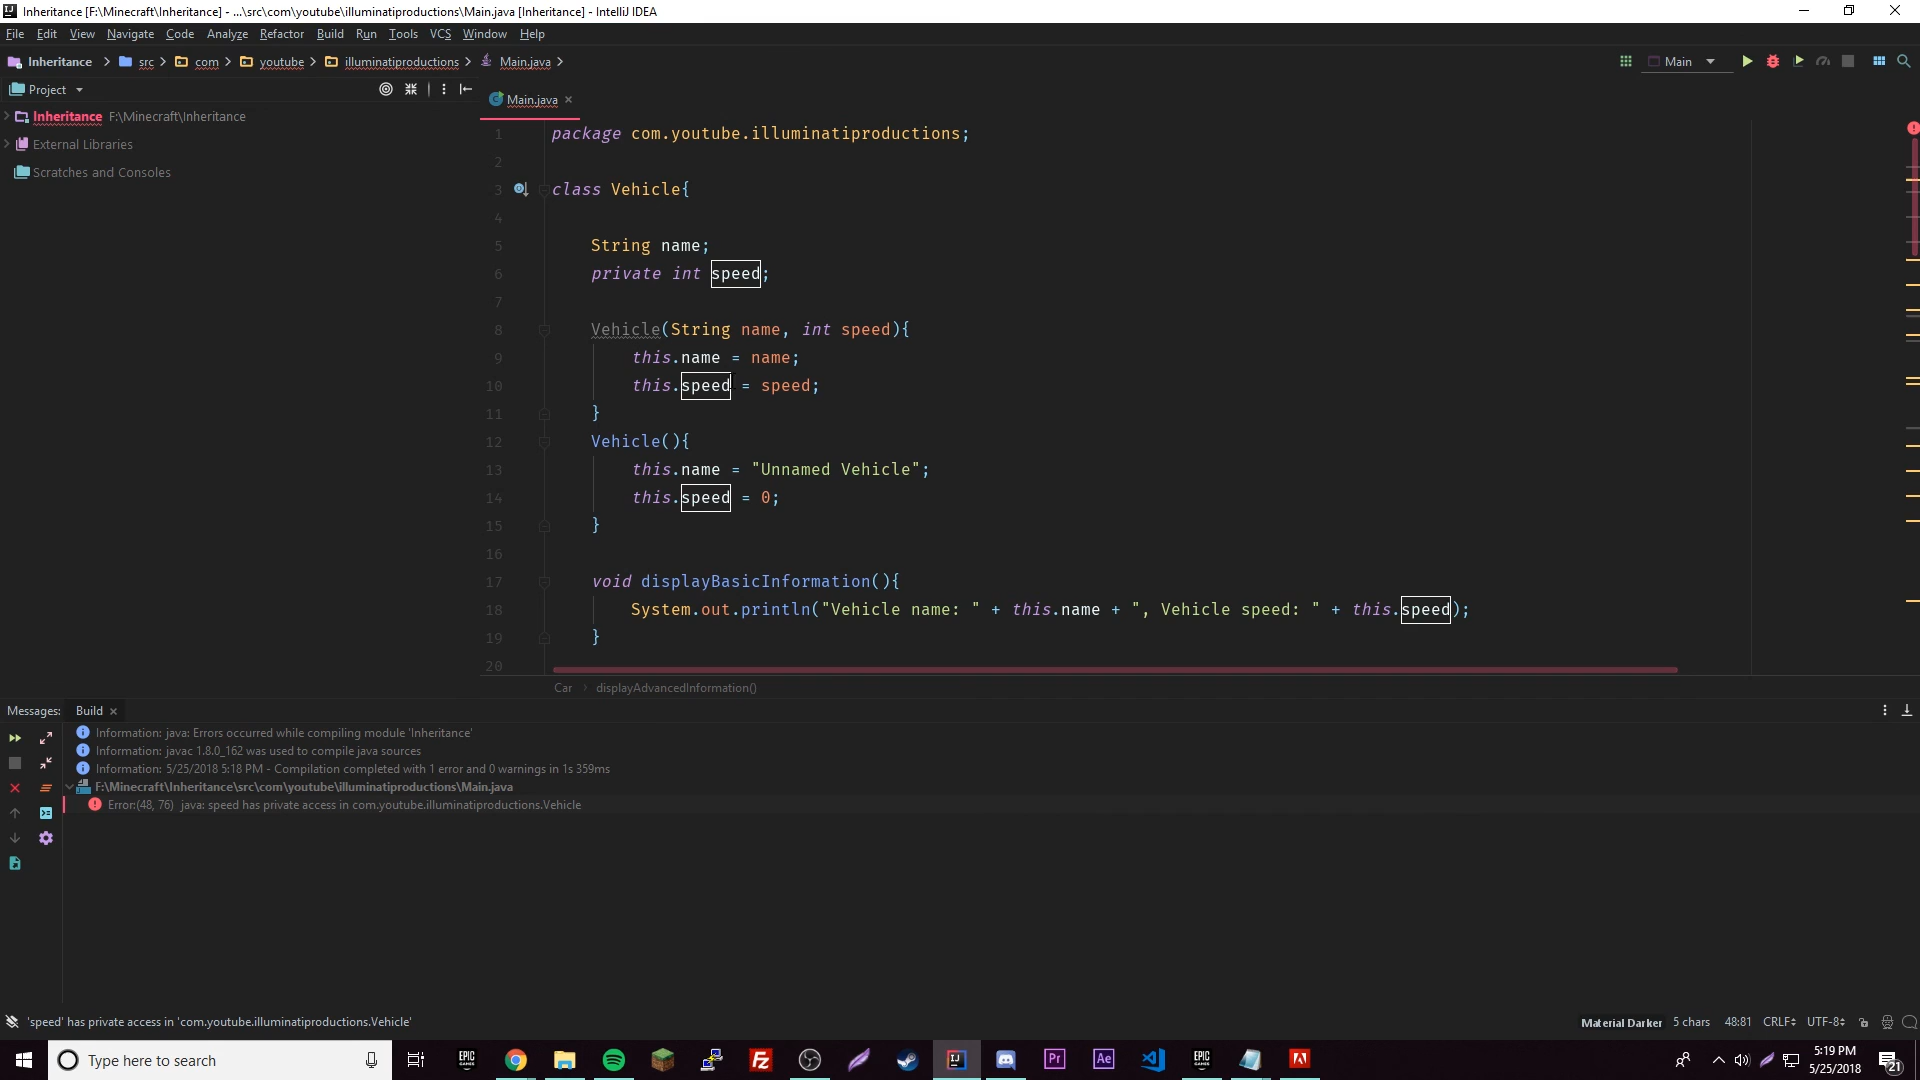 Inheritance [F:\Minecraft\Inheritance] - ...\src\com\youtube\illuminatiproductions\Main.java [Inheritance] - IntelliJ IDEA
File Edit View Navigate Code Analyze Refactor Build Run Tools VCS Window Help
Inheritance src com youtube illuminatiproductions Main.java Main
Project Main.java
Inheritance F:\Minecraft\Inheritance
External Libraries
Scratches and Consoles
1 package com.youtube.illuminatiproductions;
2
3 class Vehicle{
4
5 String name;
6 private int speed;
7
8 Vehicle(String name, int speed){
9 this.name = name;
10 this.speed = speed;
11 }
12 Vehicle(){
13 this.name = "Unnamed Vehicle";
14 this.speed = 0;
15 }
16
17 void displayBasicInformation(){
18 System.out.println("Vehicle name: " + this.name + ", Vehicle speed: " + this.speed);
19 }
20
Car displayAdvancedInformation()
Messages: Build
Information: java: Errors occurred while compiling module 'Inheritance'
Information: javac 1.8.0_162 was used to compile java sources
Information: 5/25/2018 5:18 PM - Compilation completed with 1 error and 0 warnings in 1s 359ms
F:\Minecraft\Inheritance\src\com\youtube\illuminatiproductions\Main.java
Error:(48, 76) java: speed has private access in com.youtube.illuminatiproductions.Vehicle
'speed' has private access in 'com.youtube.illuminatiproductions.Vehicle'
Material Darker 5 chars 48:81 CRLF UTF-8
Type here to search
EPIC GAMES
FZ
IJ
Pr
Ae
EPIC GAMES
5:19 PM
5/25/2018
21